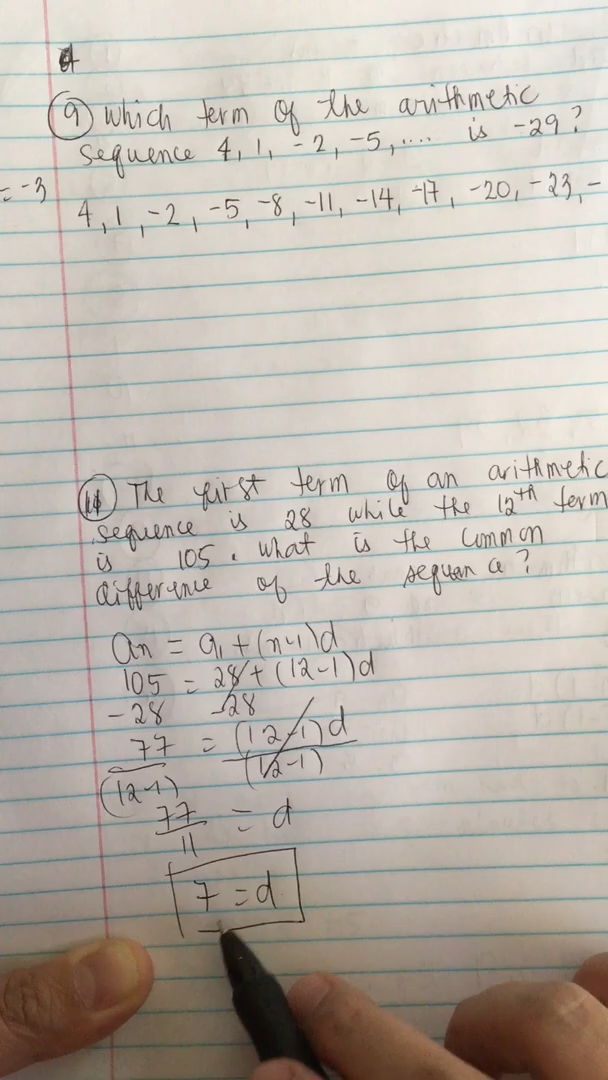 9 Which term of the arithmetic
sequence 4, 1, -2, -5, .... is -29?
= -3
4, 1, -2, -5, -8, -11, -14, -17, -20, -23, -
The first term of an arithmetic
sequence is 28 while the 12th term
is 105. What is the common
difference of the sequence?
an = a1 + (n-1)d
105 = 28 + (12-1)d
-28 -28
77 = (12-1)d
(12-1) (12-1)
77 = d
11
7 = d